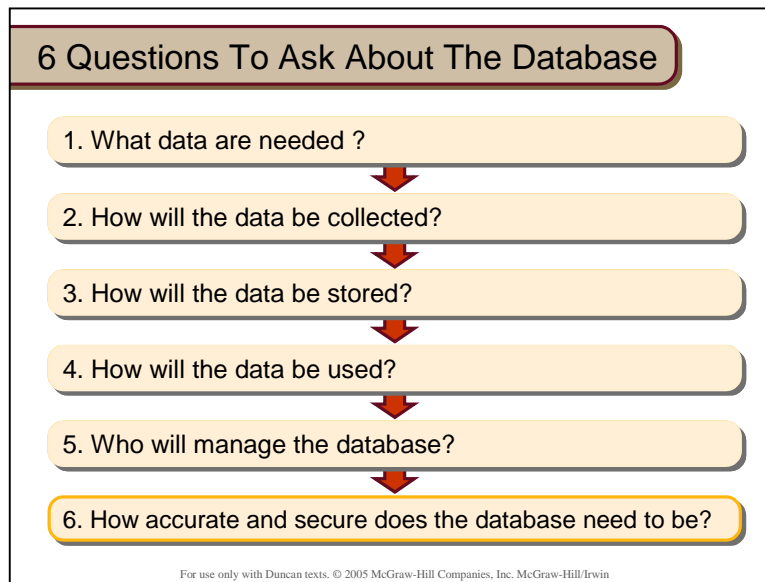 6 Questions To Ask About The Database
1. What data are needed ?
2. How will the data be collected?
3. How will the data be stored?
4. How will the data be used?
5. Who will manage the database?
6. How accurate and secure does the database need to be?
For use only with Duncan texts. © 2005 McGraw-Hill Companies, Inc. McGraw-Hill/Irwin